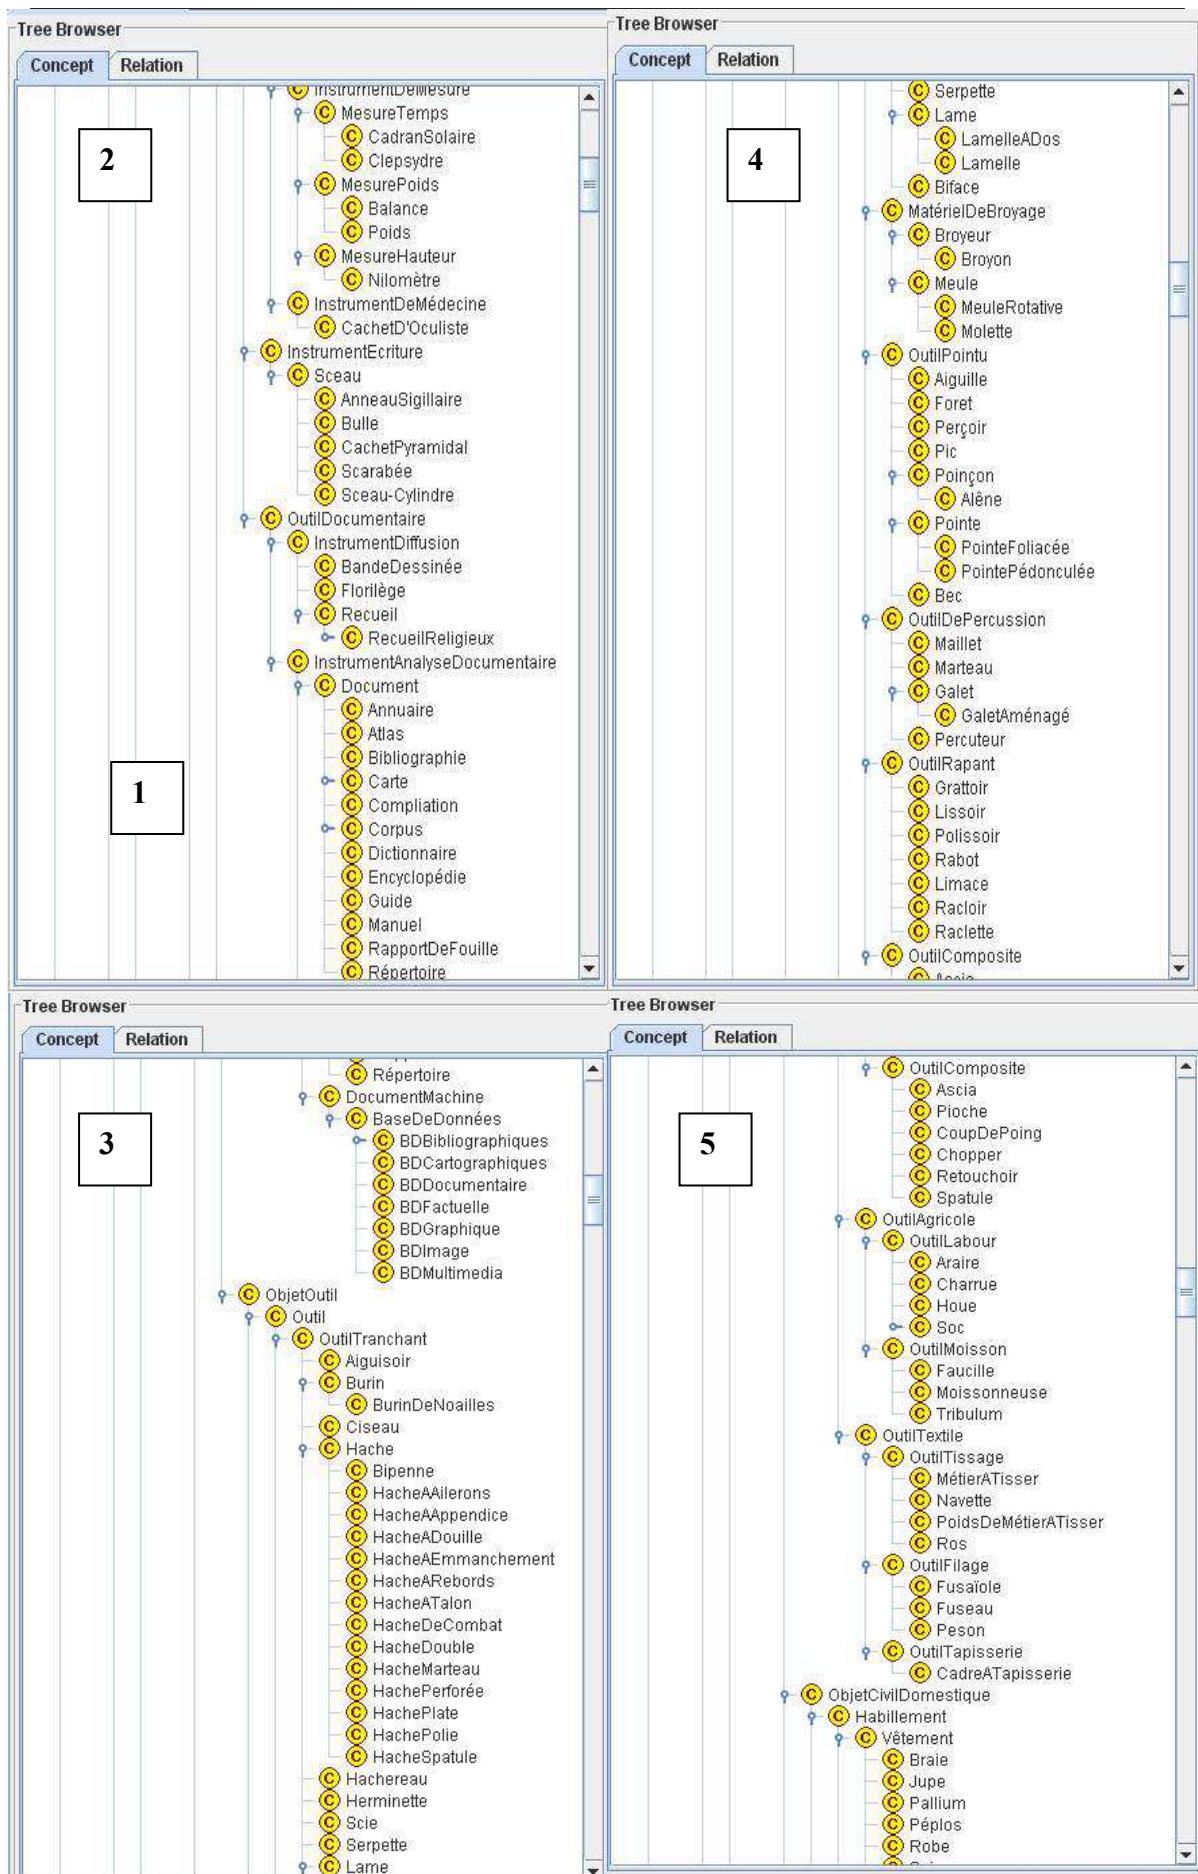 Tree Browser
Concept Relation
2
InstrumentDeMesure
MesureTemps
CadranSolaire
Clepsydre
MesurePoids
Balance
Poids
MesureHauteur
Nilomètre
InstrumentDeMédecine
CachetD'Oculiste
InstrumentEcriture
Sceau
AnneauSigillaire
Bulle
CachetPyramidal
Scarabée
Sceau-Cylindre
OutilDocumentaire
InstrumentDiffusion
BandeDessinée
Florilège
Recueil
RecueilReligieux
InstrumentAnalyseDocumentaire
Document
Annuaire
Atlas
Bibliographie
1
Carte
Compliation
Corpus
Dictionnaire
Encyclopédie
Guide
Manuel
RapportDeFouille
Répertoire
Tree Browser
Concept Relation
4
Serpette
Lame
LamelleADos
Lamelle
Biface
MatérielDeBroyage
Broyeur
Broyon
Meule
MeuleRotative
Molette
OutilPointu
Aiguille
Foret
Perçoir
Pic
Poinçon
Alêne
Pointe
PointeFoliacée
PointePédonculée
Bec
OutilDePercussion
Maillet
Marteau
Galet
GaletAménagé
Percuteur
OutilRapant
Grattoir
Lissoir
Polissoir
Rabot
Limace
Racloir
Raclette
OutilComposite
Ascia
Tree Browser
Concept Relation
3
Répertoire
DocumentMachine
BaseDeDonnées
BDBibliographiques
BDCartographiques
BDDocumentaire
BDFactuelle
BDGraphique
BDImage
BDMultimedia
ObjetOutil
Outil
OutilTranchant
Aiguisoir
Burin
BurinDeNoailles
Ciseau
Hache
Bipenne
HacheAAilerons
HacheAAppendice
HacheADouille
HacheAEmmanchement
HacheARebords
HacheATalon
HacheDeCombat
HacheDouble
HacheMarteau
HachePerforée
HachePlate
HachePolie
HacheSpatule
Hachereau
Herminette
Scie
Serpette
Lame
Tree Browser
Concept Relation
5
OutilComposite
Ascia
Pioche
CoupDePoing
Chopper
Retouchoir
Spatule
OutilAgricole
OutilLabour
Araire
Charrue
Houe
Soc
OutilMoisson
Faucille
Moissonneuse
Tribulum
OutilTextile
OutilTissage
MétierATisser
Navette
PoidsDeMétierATisser
Ros
OutilFilage
Fusaïole
Fuseau
Peson
OutilTapisserie
CadreATapisserie
ObjetCivilDomestique
Habillement
Vêtement
Braie
Jupe
Pallium
Péplos
Robe